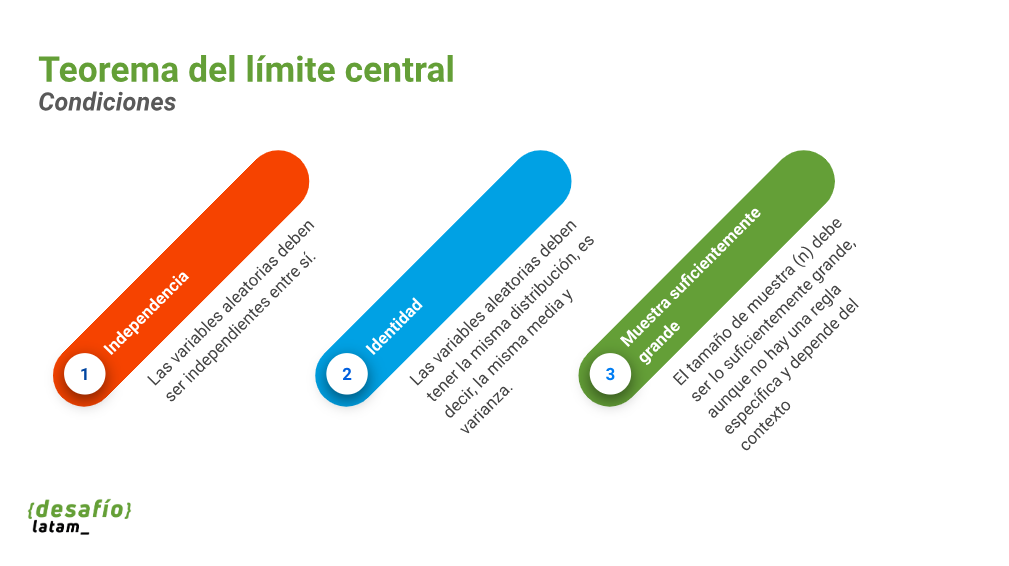 Teorema del límite central
Condiciones
1
Independencia
Las variables aleatorias deben
ser independientes entre sí.
2
Identidad
Las variables aleatorias deben
tener la misma distribución, es
decir, la misma media y
varianza.
3
Muestra suficientemente
grande
El tamaño de muestra (n) debe
ser lo suficientemente grande,
aunque no hay una regla
específica y depende del
contexto
{desafío}
latam_